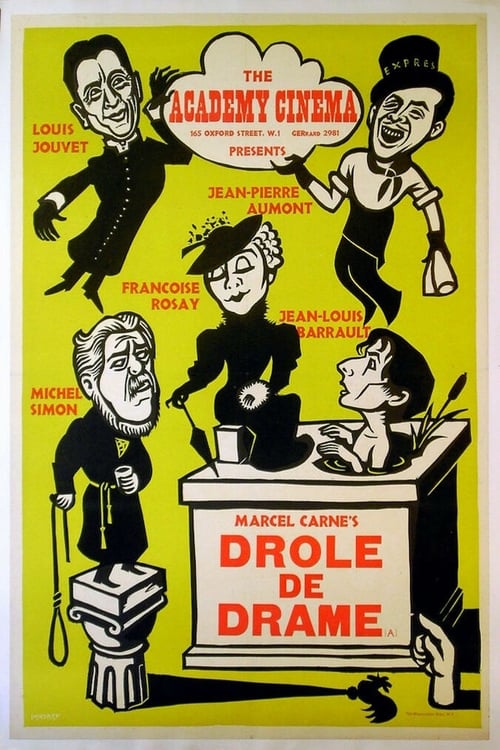 THE
ACADEMY CINEMA
165 OXFORD STREET. W.1 GERRARD 2981
PRESENTS
EXPRES
LOUIS
JOUVET
JEAN-PIERRE
AUMONT
FRANCOISE
ROSAY
JEAN-LOUIS
BARRAULT
MICHEL
SIMON
MARCEL CARNE'S
DROLE
DE
DRAME
[A]